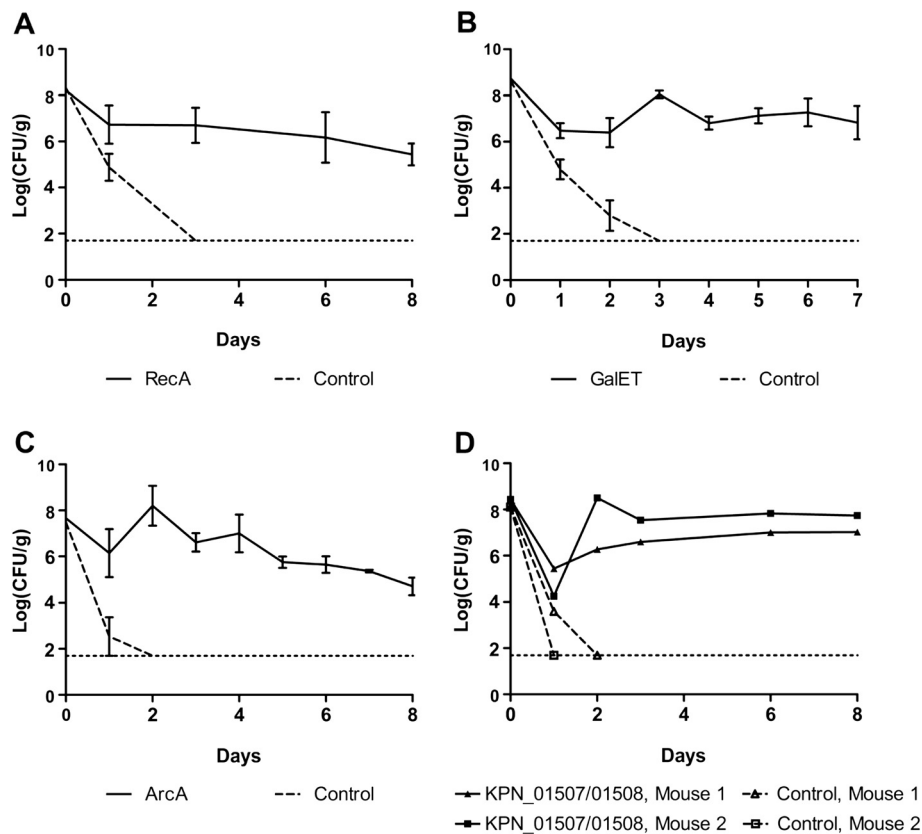 A
Log(CFU/g)
10
8
6
4
2
0
0 2 4 6 8
Days
RecA Control
B
Log(CFU/g)
10
8
6
4
2
0
0 1 2 3 4 5 6 7
Days
GalET Control
C
Log(CFU/g)
10
8
6
4
2
0
0 2 4 6 8
Days
ArcA Control
D
Log(CFU/g)
10
8
6
4
2
0
0 2 4 6 8
Days
KPN_01507/01508, Mouse 1 Control, Mouse 1
KPN_01507/01508, Mouse 2 Control, Mouse 2